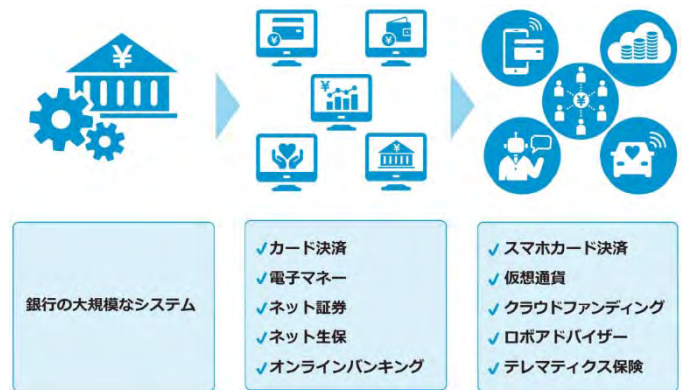 ¥
¥
¥
¥
¥
銀行の大規模なシステム
✓カード決済
✓電子マネー
✓ネット証券
✓ネット生保
✓オンラインバンキング
✓スマホカード決済
✓仮想通貨
✓クラウドファンディング
✓ロボアドバイザー
✓テレマティクス保険